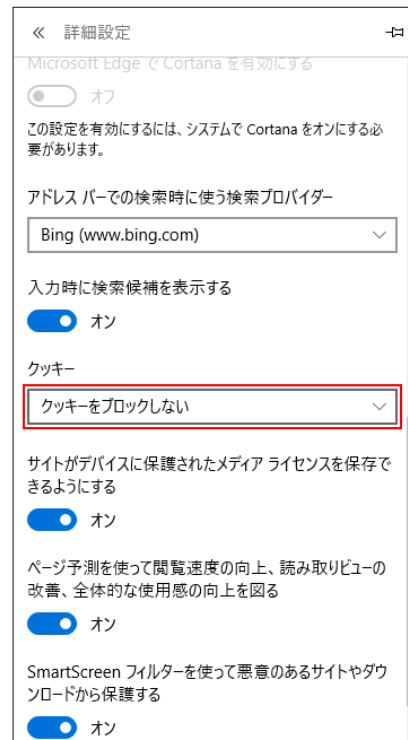 « 詳細設定
Microsoft Edge で Cortana を有効にする
オフ
この設定を有効にするには、システムで Cortana をオンにする必
要があります。
アドレス バーでの検索時に使う検索プロバイダー
Bing (www.bing.com)
入力時に検索候補を表示する
オン
クッキー
クッキーをブロックしない
サイトがデバイスに保護されたメディア ライセンスを保存で
きるようにする
オン
ページ予測を使って閲覧速度の向上、読み取りビューの
改善、全体的な使用感の向上を図る
オン
SmartScreen フィルターを使って悪意のあるサイトやダウ
ンロードから保護する
オン